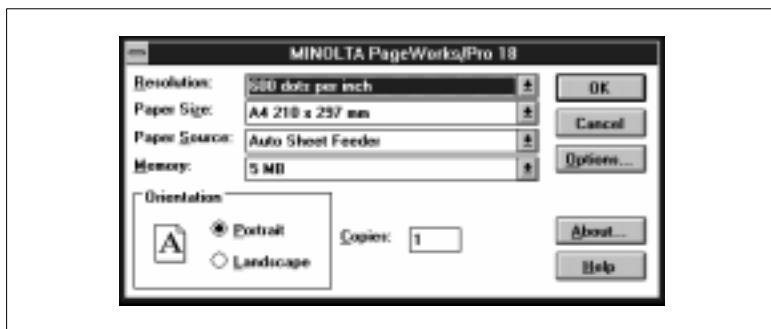 MINOLTA PageWorks/Pro 18
Resolution: 600 dots per inch
OK
Paper Size: A4 210 x 297 mm
Cancel
Paper Source: Auto Sheet Feeder
Memory: 5 MB
Options...
Orientation
A
Portrait
Landscape
Copies: 1
About...
Help